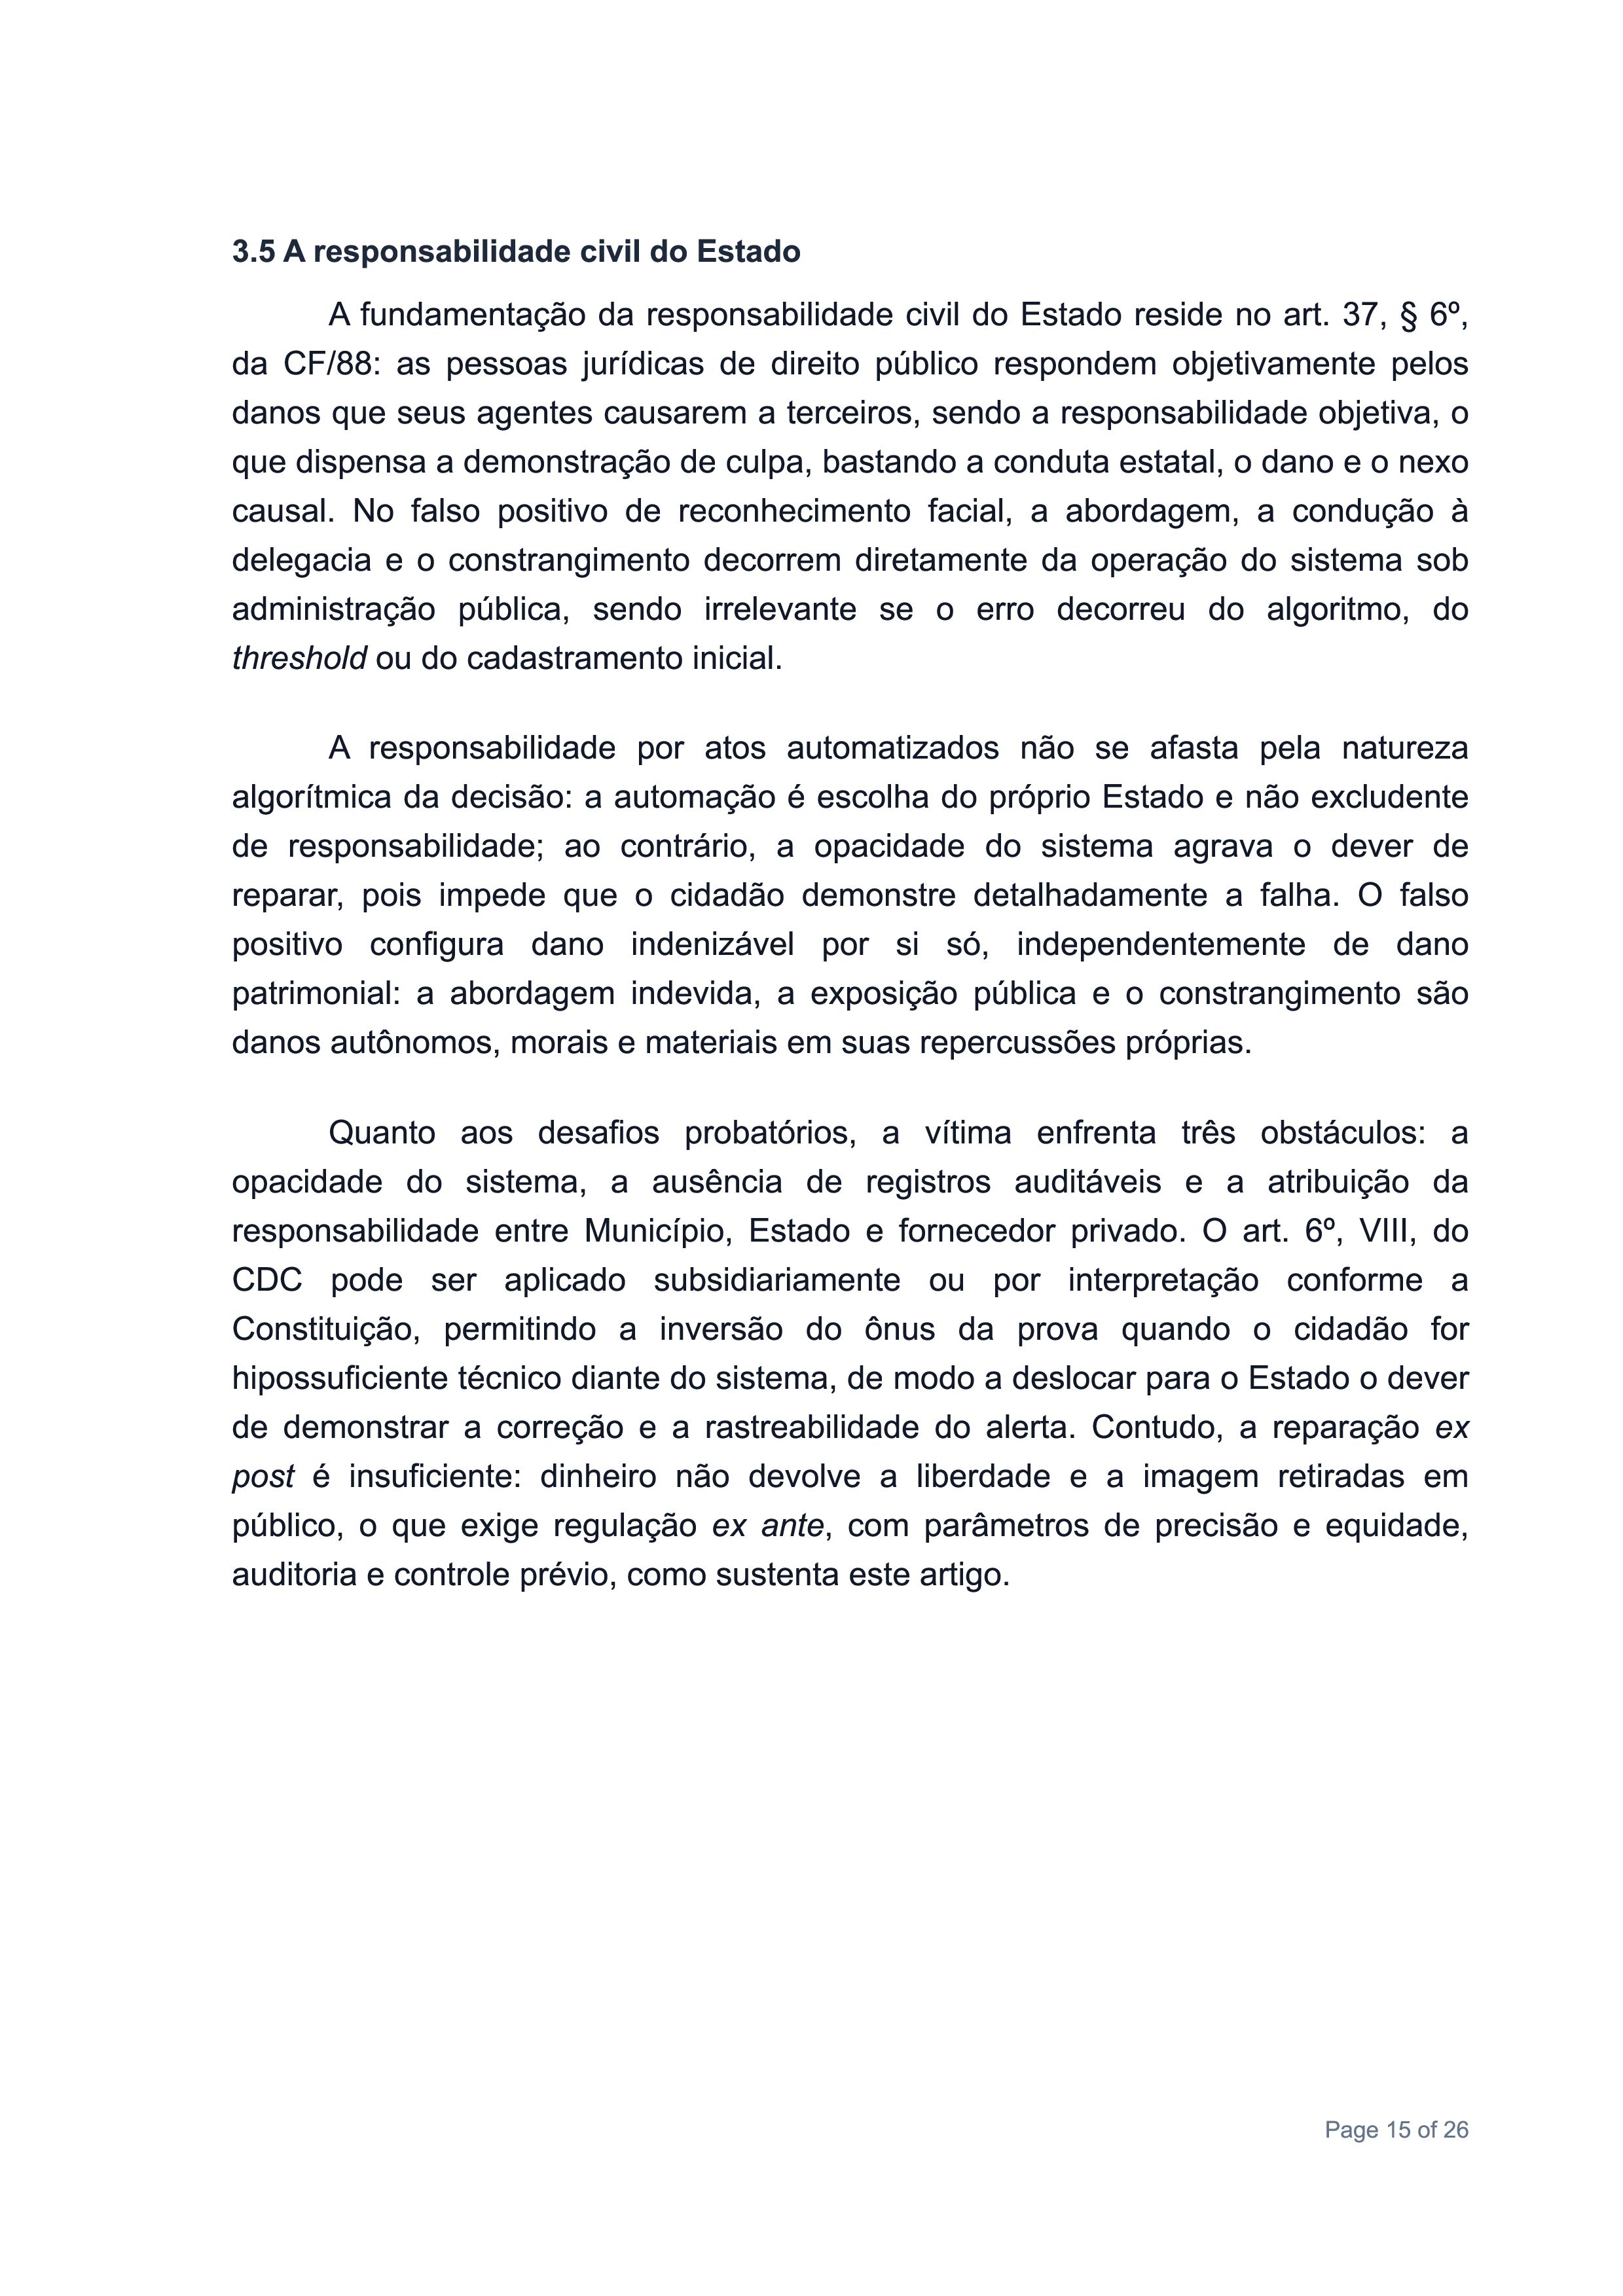 3.5 A responsabilidade civil do Estado
A fundamentação da responsabilidade civil do Estado reside no art. 37, § 6º,
da CF/88: as pessoas jurídicas de direito público respondem objetivamente pelos
danos que seus agentes causarem a terceiros, sendo a responsabilidade objetiva, o
que dispensa a demonstração de culpa, bastando a conduta estatal, o dano e o nexo
causal. No falso positivo de reconhecimento facial, a abordagem, a condução à
delegacia e o constrangimento decorrem diretamente da operação do sistema sob
administração pública, sendo irrelevante se o erro decorreu do algoritmo, do
threshold ou do cadastramento inicial.
A responsabilidade por atos automatizados não se afasta pela natureza
algorítmica da decisão: a automação é escolha do próprio Estado e não excludente
de responsabilidade; ao contrário, a opacidade do sistema agrava o dever de
reparar, pois impede que o cidadão demonstre detalhadamente a falha. O falso
positivo configura dano indenizável por si só, independentemente de dano
patrimonial: a abordagem indevida, a exposição pública e o constrangimento são
danos autônomos, morais e materiais em suas repercussões próprias.
Quanto aos desafios probatórios, a vítima enfrenta três obstáculos: a
opacidade do sistema, a ausência de registros auditáveis e a atribuição da
responsabilidade entre Município, Estado e fornecedor privado. O art. 6º, VIII, do
CDC pode ser aplicado subsidiariamente ou por interpretação conforme a
Constituição, permitindo a inversão do ônus da prova quando o cidadão for
hipossuficiente técnico diante do sistema, de modo a deslocar para o Estado o dever
de demonstrar a correção e a rastreabilidade do alerta. Contudo, a reparação ex
post é insuficiente: dinheiro não devolve a liberdade e a imagem retiradas em
público, o que exige regulação ex ante, com parâmetros de precisão e equidade,
auditoria e controle prévio, como sustenta este artigo.
Page 15 of 26